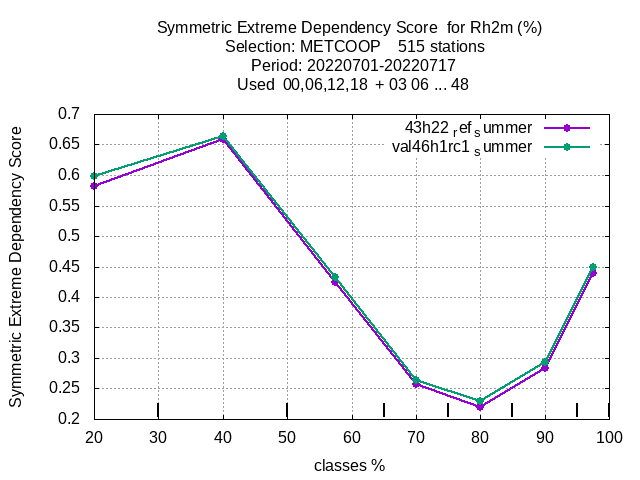 Symmetric Extreme Dependency Score for Rh2m (%)
Selection: METCOOP 515 stations
Period: 20220701-20220717
Used 00,06,12,18 + 03 06 ... 48
43h22 ref summer
val46h1rc1 summer
Symmetric Extreme Dependency Score
0.7
0.65
0.6
0.55
0.5
0.45
0.4
0.35
0.3
0.25
0.2
20 30 40 50 60 70 80 90 100
classes %